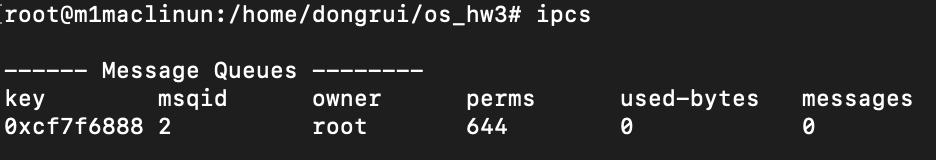 root@m1maclinun:/home/dongrui/os_hw3# ipcs
------ Message Queues --------
key        msqid      owner      perms      used-bytes   messages
0xcf7f6888 2          root       644        0            0